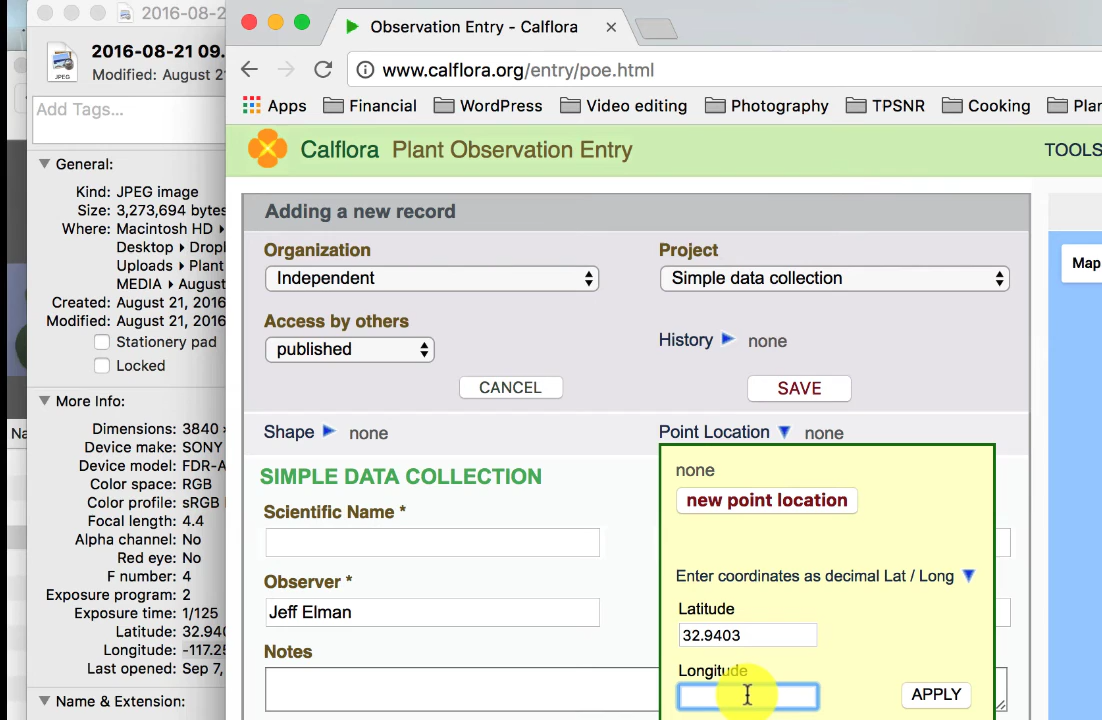 2016-08-2
2016-08-21 09.
JPEG
Modified: August 2
Add Tags...
General:
Kind: JPEG image
Size: 3,273,694 bytes
Where: Macintosh HD
Desktop ▸ Drop
Uploads ▸ Plant
MEDIA ▸ August
Created: August 21, 2016
Modified: August 21, 2016
Stationery pad
Locked
More Info:
Dimensions: 3840
Device make: SONY
Device model: FDR-A
Color space: RGB
Color profile: sRGB
Focal length: 4.4
Alpha channel: No
Red eye: No
F number: 4
Exposure program: 2
Exposure time: 1/125
Latitude: 32.940
Longitude: -117.25
Last opened: Sep 7,
Name & Extension:
Na
Observation Entry - Calflora
www.calflora.org/entry/poe.html
Apps Financial WordPress Video editing Photography TPSNR Cooking Plan
Calflora Plant Observation Entry
TOOLS
Adding a new record
Organization Project
Independent Simple data collection
Access by others
published
History none
CANCEL SAVE
Shape none Point Location none
SIMPLE DATA COLLECTION
Scientific Name *
Observer *
Jeff Elman
Notes
none
new point location
Enter coordinates as decimal Lat / Long
Latitude
32.9403
Longitude
APPLY
Map